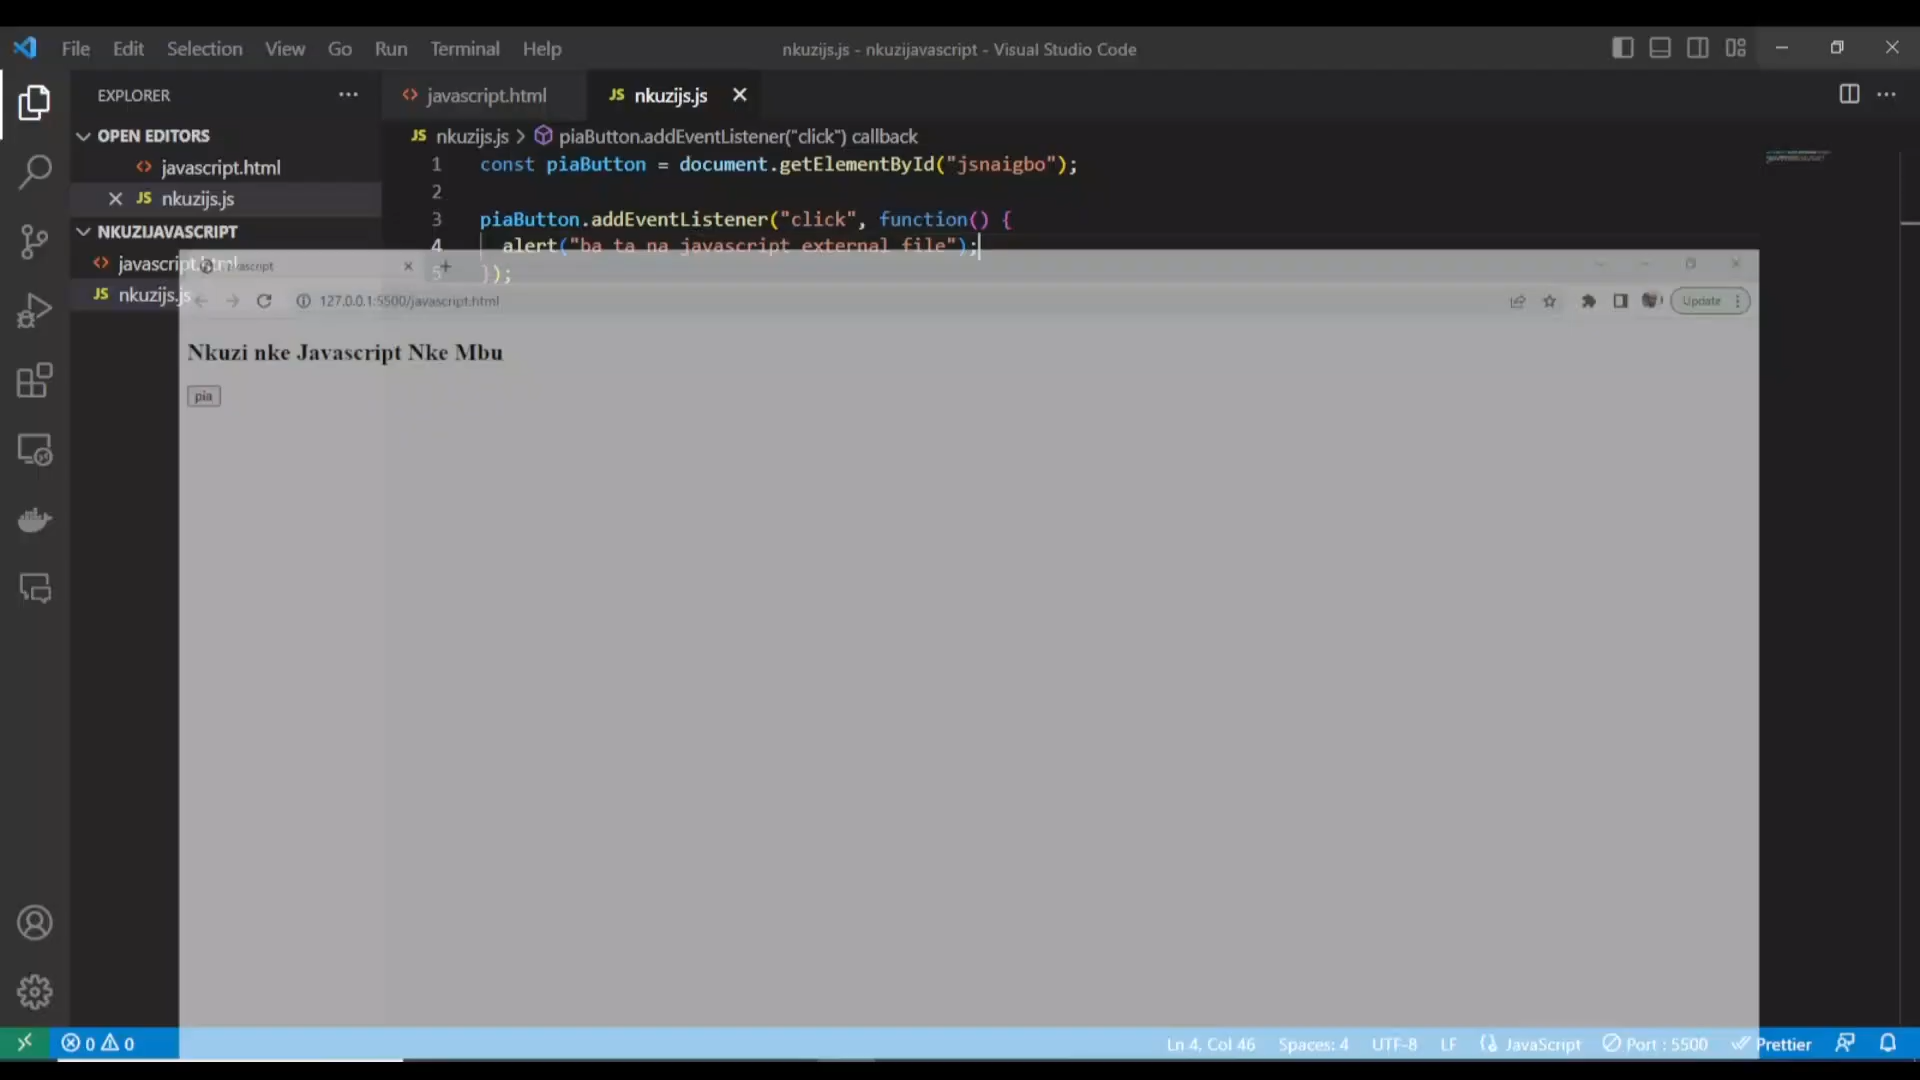 File Edit Selection View Go Run Terminal Help
nkuzijs.js - nkuzijavascript - Visual Studio Code
EXPLORER
OPEN EDITORS
javascript.html
JS nkuzijs.js
NKUZIJAVASCRIPT
javascript.html
JS nkuzijs.js
javascript.html
JS nkuzijs.js
JS nkuzijs.js > piaButton.addEventListener("click") callback
1 const piaButton = document.getElementById("jsnaigbo");
2
3 piaButton.addEventListener("click", function() {
4 alert("ba ta na javascript external file");
5 });
127.0.0.1:5500/javascript.html
Update
Nkuzi nke Javascript Nke Mbu
pia
0 0
Ln 4, Col 46 Spaces: 4 UTF-8 LF JavaScript Port : 5500 Prettier